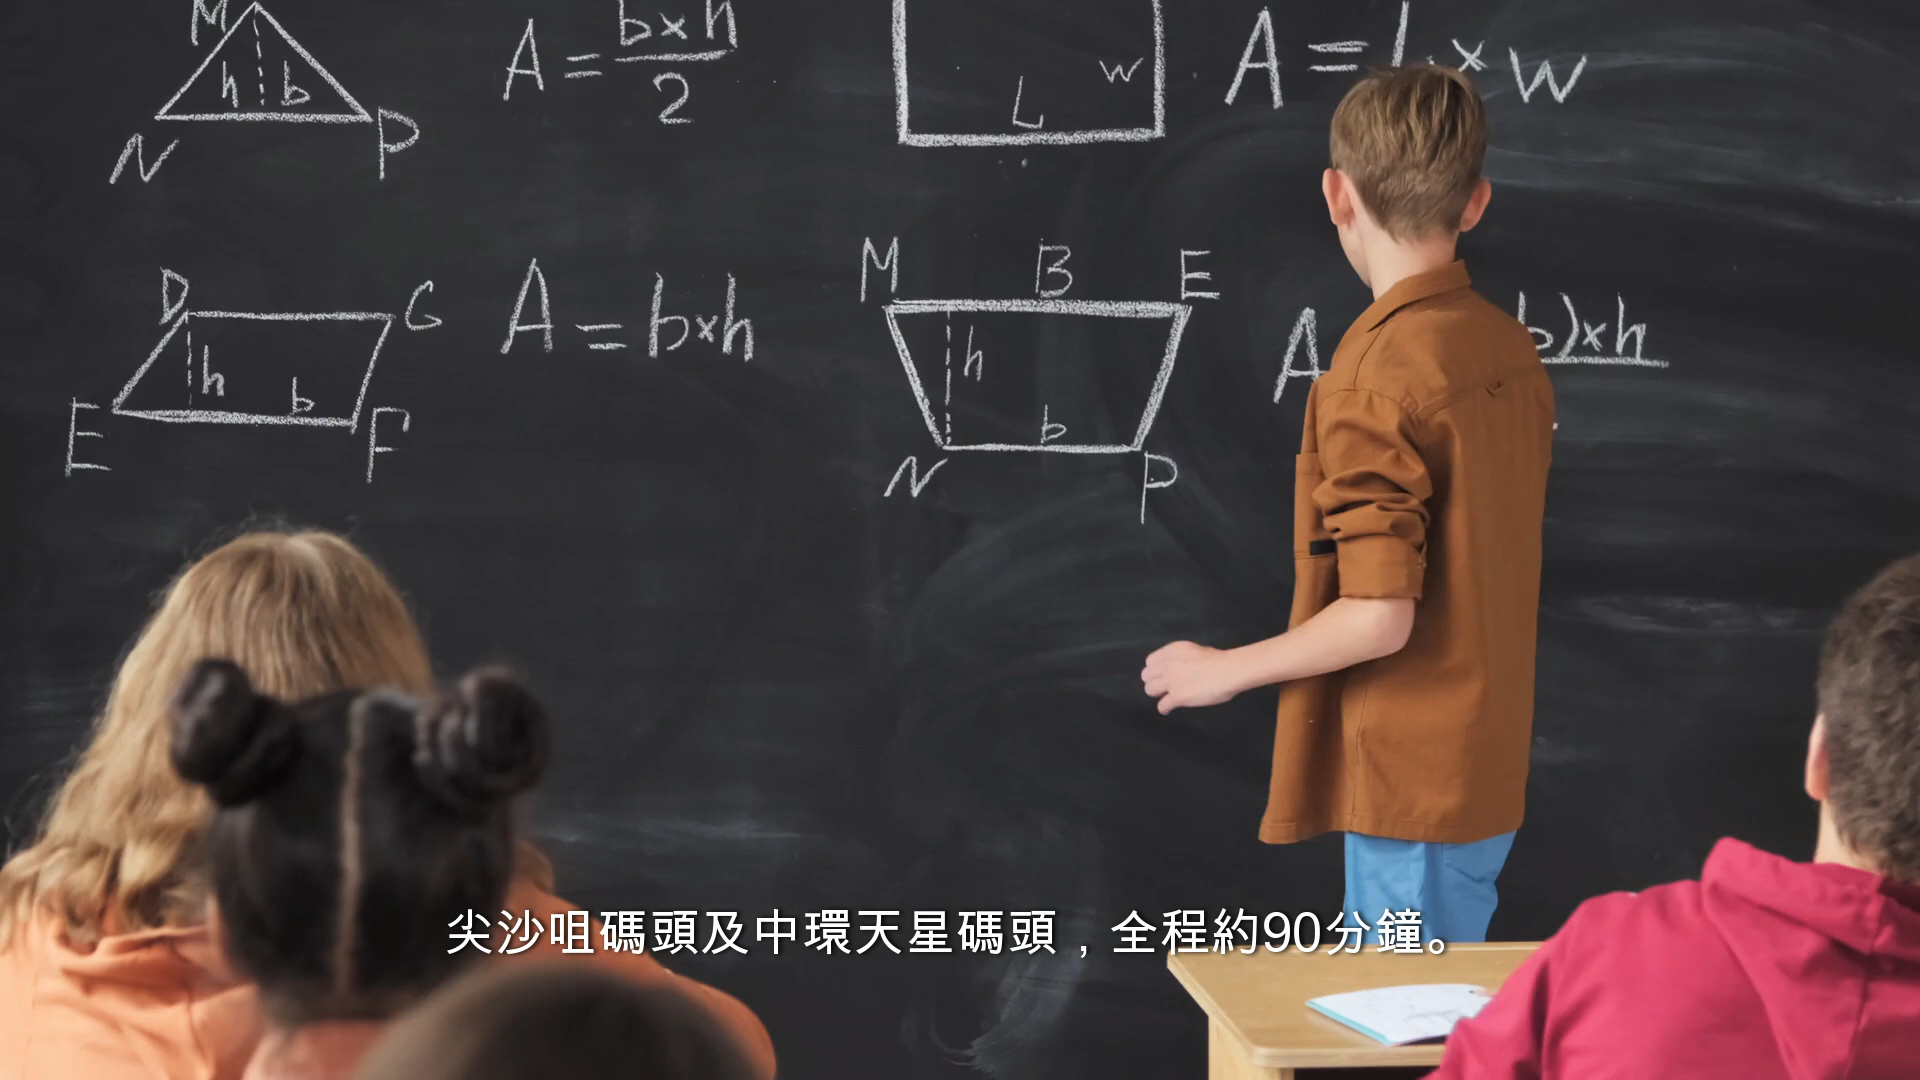 M
h b
N P
A = b×h
2
L w
A = L × w
D G
h b
E F
A = b×h
M B E
h
b
N P
A b)×h
尖沙咀碼頭及中環天星碼頭，全程約90分鐘。